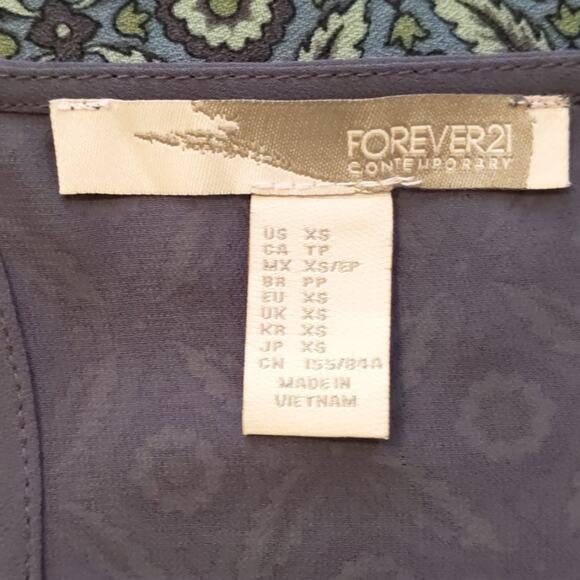 FOREVER21
CONTEMPORARY
US XS
CA TP
MX XS/EP
BR PP
EU XS
UK XS
KR XS
JP XS
CN 155/84A
MADE IN
VIETNAM